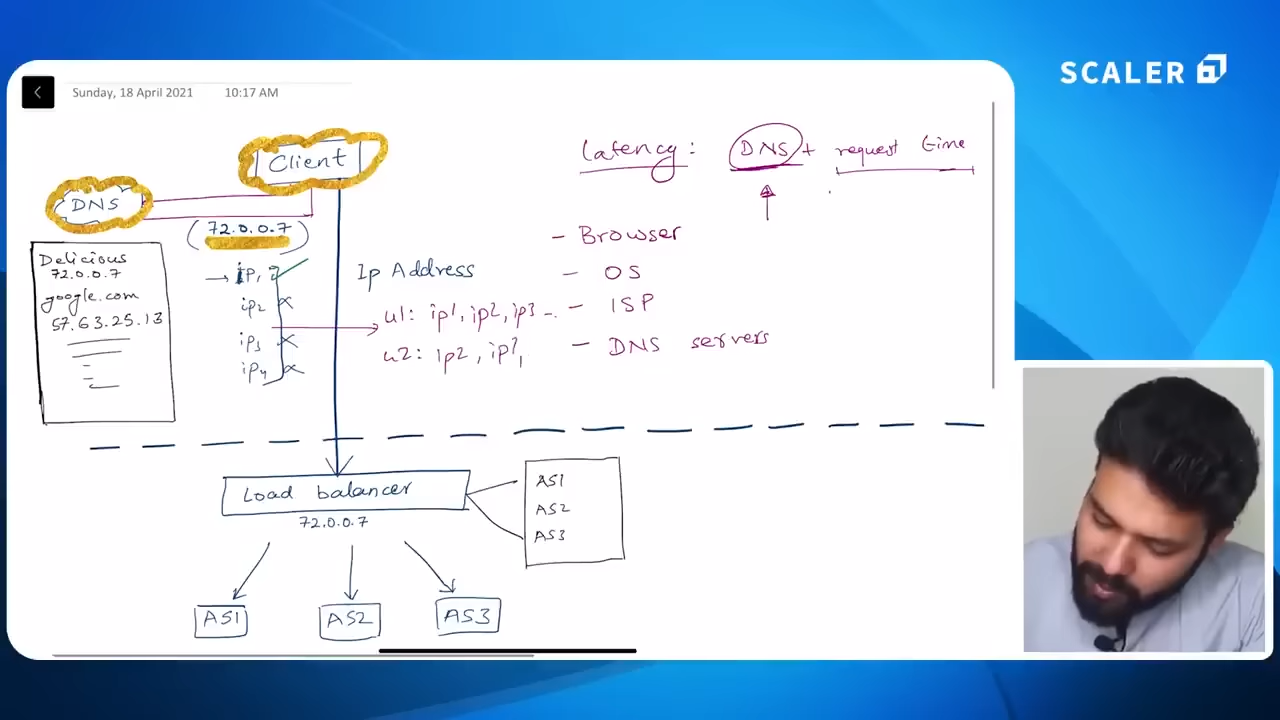 SCALER
Sunday, 18 April 2021 10:17 AM
Client
Latency: DNS + request time
DNS
(72.0.0.7)
Delicious
72.0.0.7
google.com
57.63.25.13
ip1
ip2
ip3
ip4
Ip Address
u1: ip1, ip2, ip3 -.
u2: ip2, ip?,
- Browser
- OS
- ISP
- DNS servers
Load balancer
72.0.0.7
AS1
AS2
AS3
AS1
AS2
AS3